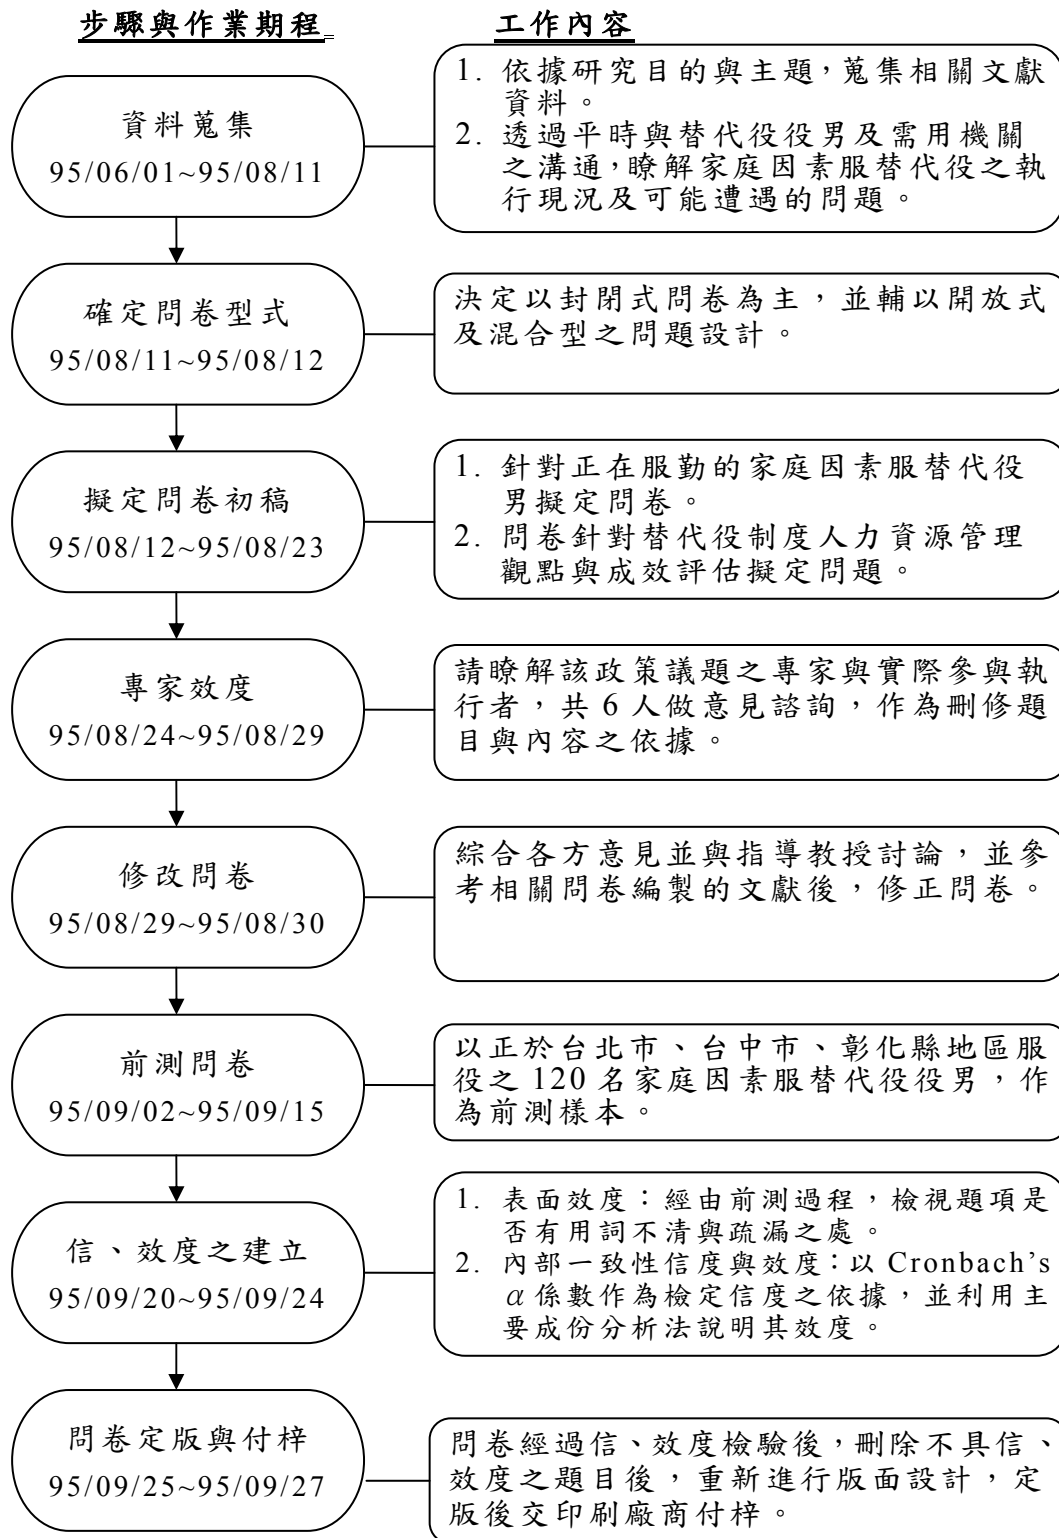 步驟與作業期程
工作內容
資料蒐集
95/06/01~95/08/11
1. 依據研究目的與主題，蒐集相關文獻
資料。
2. 透過平時與替代役役男及需用機關
之溝通，瞭解家庭因素服替代役之執
行現況及可能遭遇的問題。
確定問卷型式
95/08/11~95/08/12
決定以封閉式問卷為主，並輔以開放式
及混合型之問題設計。
擬定問卷初稿
95/08/12~95/08/23
1. 針對正在服勤的家庭因素服替代役
男擬定問卷。
2. 問卷針對替代役制度人力資源管理
觀點與成效評估擬定問題。
專家效度
95/08/24~95/08/29
請瞭解該政策議題之專家與實際參與執
行者，共 6 人做意見諮詢，作為刪修題
目與內容之依據。
修改問卷
95/08/29~95/08/30
綜合各方意見並與指導教授討論，並參
考相關問卷編製的文獻後，修正問卷。
前測問卷
95/09/02~95/09/15
以正於台北市、台中市、彰化縣地區服
役之 120 名家庭因素服替代役役男，作
為前測樣本。
信、效度之建立
95/09/20~95/09/24
1. 表面效度：經由前測過程，檢視題項是
否有用詞不清與疏漏之處。
2. 內部一致性信度與效度：以 Cronbach's
α係數作為檢定信度之依據，並利用主
要成份分析法說明其效度。
問卷定版與付梓
95/09/25~95/09/27
問卷經過信、效度檢驗後，刪除不具信、
效度之題目後，重新進行版面設計，定
版後交印刷廠商付梓。